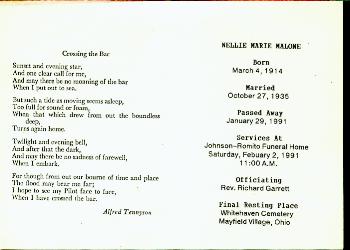 Crossing the Bar
Sunset and evening star,
And one clear call for me,
And may there be no moaning of the bar
When I put out to sea.
But such a tide as moving seems asleep,
Too full for sound or foam,
When that which drew from out the boundless
deep,
Turns again home.
Twilight and evening bell,
And after that the dark,
And may there be no sadness of farewell,
When I embark.
For though from out our bourne of time and place
The flood may bear me far;
I hope to see my Pilot face to face,
When I have crossed the bar.
Alfred Tennyson
NELLIE MARIE MALONE
Born
March 4, 1914
Married
October 27, 1936
Passed Away
January 29, 1991
Services At
Johnson-Romito Funeral Home
Saturday, Febuary 2, 1991
11:00 A.M.
Officiating
Rev. Richard Garrett
Final Resting Place
Whitehaven Cemetery
Mayfield Village, Ohio